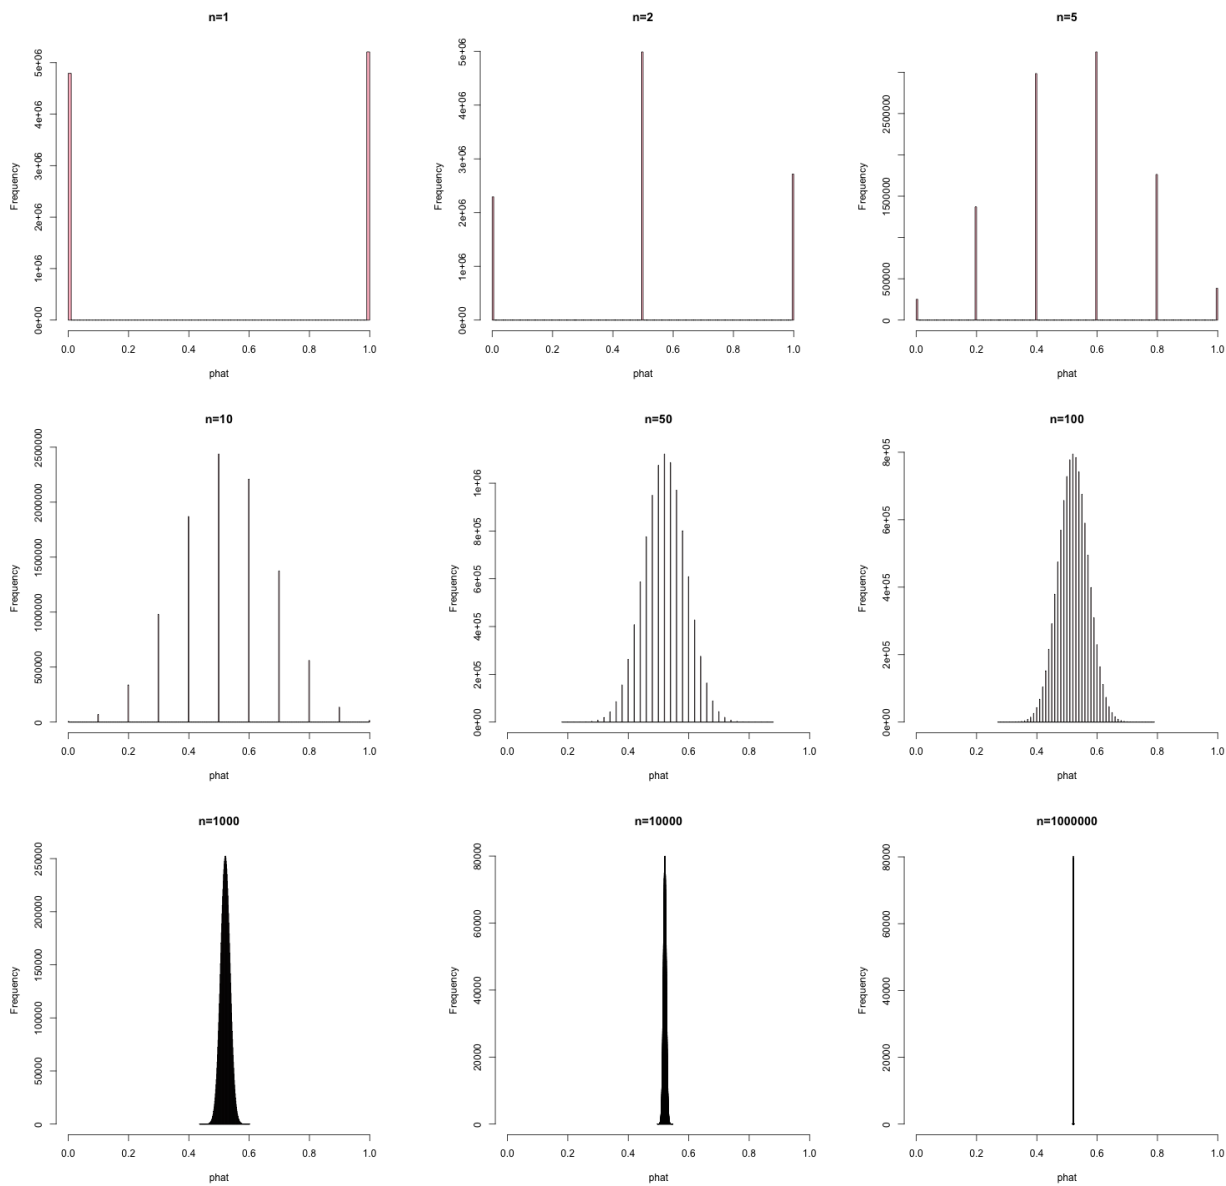 n=1
5e+06
4e+06
3e+06
2e+06
1e+06
0e+00
Frequency
0.0 0.2 0.4 0.6 0.8 1.0
phat
n=2
5e+06
4e+06
3e+06
2e+06
1e+06
0e+00
Frequency
0.0 0.2 0.4 0.6 0.8 1.0
phat
n=5
2500000
1500000
500000
0
Frequency
0.0 0.2 0.4 0.6 0.8 1.0
phat
n=10
2500000
2000000
1500000
1000000
500000
0
Frequency
0.0 0.2 0.4 0.6 0.8 1.0
phat
n=50
1e+06
8e+05
6e+05
4e+05
2e+05
0e+00
Frequency
0.0 0.2 0.4 0.6 0.8 1.0
phat
n=100
8e+05
6e+05
4e+05
2e+05
0e+00
Frequency
0.0 0.2 0.4 0.6 0.8 1.0
phat
n=1000
250000
200000
150000
100000
50000
0
Frequency
0.0 0.2 0.4 0.6 0.8 1.0
phat
n=10000
80000
60000
40000
20000
0
Frequency
0.0 0.2 0.4 0.6 0.8 1.0
phat
n=1000000
80000
60000
40000
20000
0
Frequency
0.0 0.2 0.4 0.6 0.8 1.0
phat